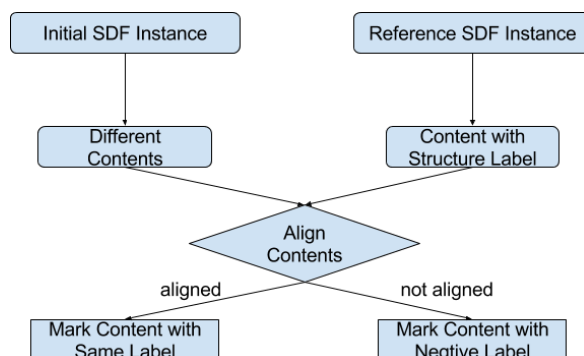 Initial SDF Instance
Reference SDF Instance
Different
Contents
Content with
Structure Label
Align
Contents
aligned
not aligned
Mark Content with
Same Label
Mark Content with
Negtive Label